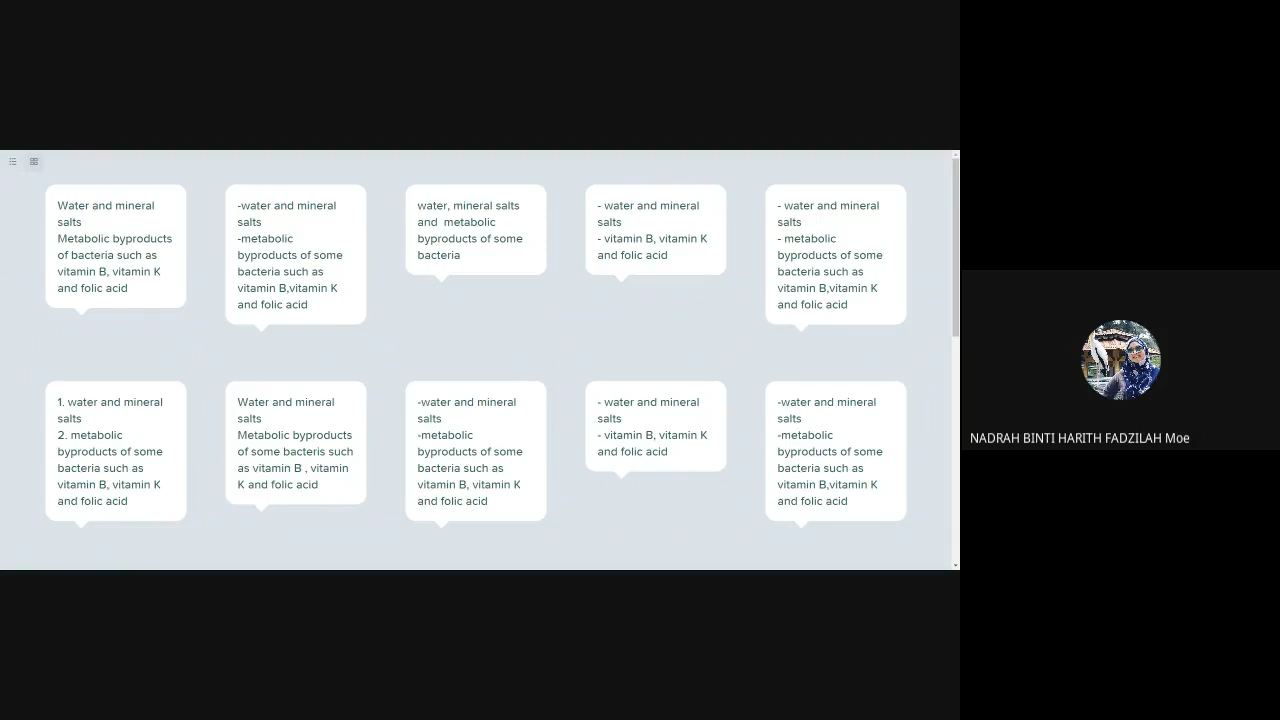 Water and mineral
salts
Metabolic byproducts
of bacteria such as
vitamin B, vitamin K
and folic acid
-water and mineral
salts
-metabolic
byproducts of some
bacteria such as
vitamin B,vitamin K
and folic acid
water, mineral salts
and  metabolic
byproducts of some
bacteria
- water and mineral
salts
- vitamin B, vitamin K
and folic acid
- water and mineral
salts
- metabolic
byproducts of some
bacteria such as
vitamin B,vitamin K
and folic acid
1. water and mineral
salts
2. metabolic
byproducts of some
bacteria such as
vitamin B, vitamin K
and folic acid
Water and mineral
salts
Metabolic byproducts
of some bacteris such
as vitamin B , vitamin
K and folic acid
-water and mineral
salts
-metabolic
byproducts of some
bacteria such as
vitamin B, vitamin K
and folic acid
- water and mineral
salts
- vitamin B, vitamin K
and folic acid
-water and mineral
salts
-metabolic
byproducts of some
bacteria such as
vitamin B,vitamin K
and folic acid
NADRAH BINTI HARITH FADZILAH Moe